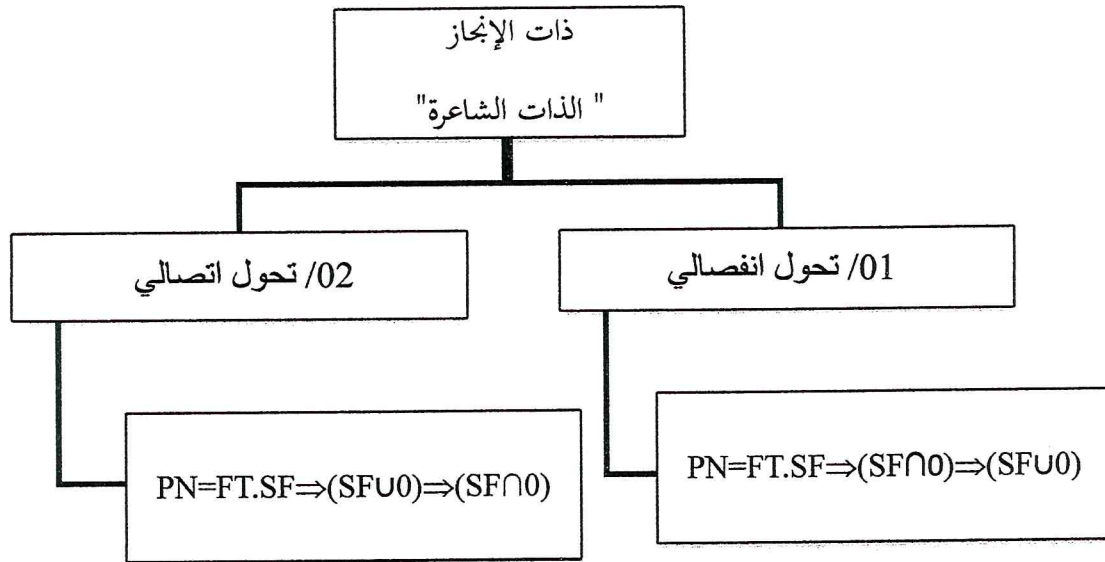 ذات الإنجاز
" الذات الشاعرة"
01/ تحول انفصالي
02/ تحول اتصالي
PN=FT.SF⇒(SF∩0)⇒(SF∪0)
PN=FT.SF⇒(SF∪0)⇒(SF∩0)